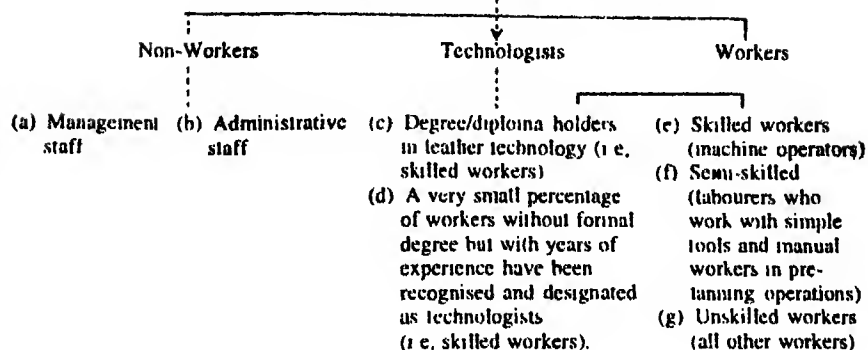 Non-Workers Technologists Workers
(a) Management staff
(b) Administrative staff
(c) Degree/diploma holders
in leather technology (i e,
skilled workers)
(d) A very small percentage
of workers without formal
degree but with years of
experience have been
recognised and designated
as technologists
(i e, skilled workers).
(e) Skilled workers
(machine operators)
(f) Semi-skilled
(labourers who
work with simple
tools and manual
workers in pre-
tanning operations)
(g) Unskilled workers
(all other workers)